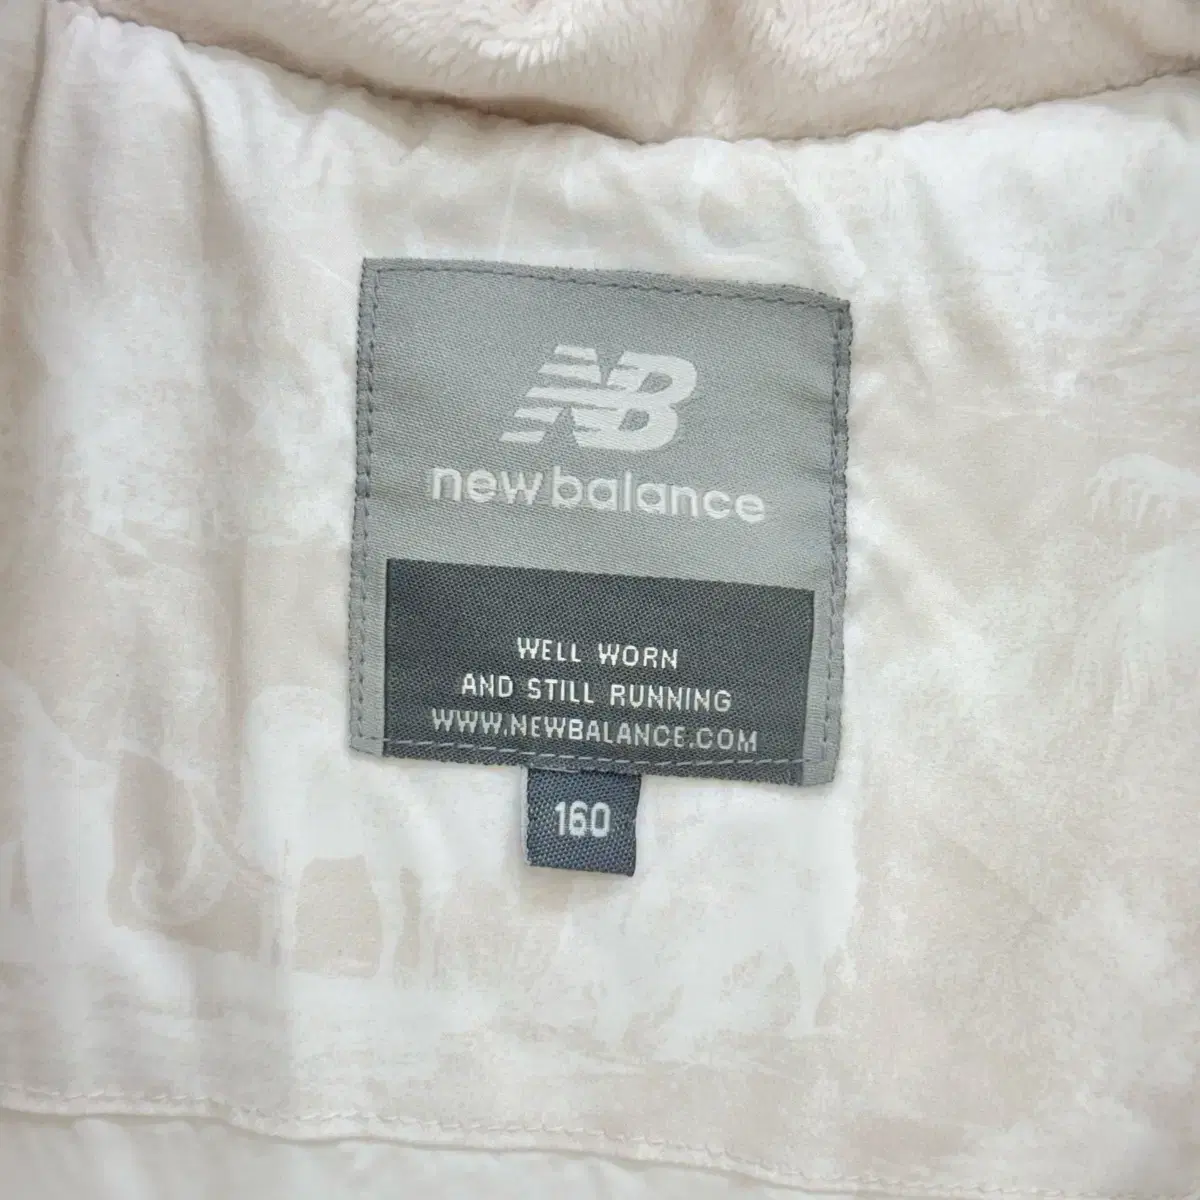 NB
new balance
WELL WORN
AND STILL RUNNING
WWW.NEWBALANCE.COM
160